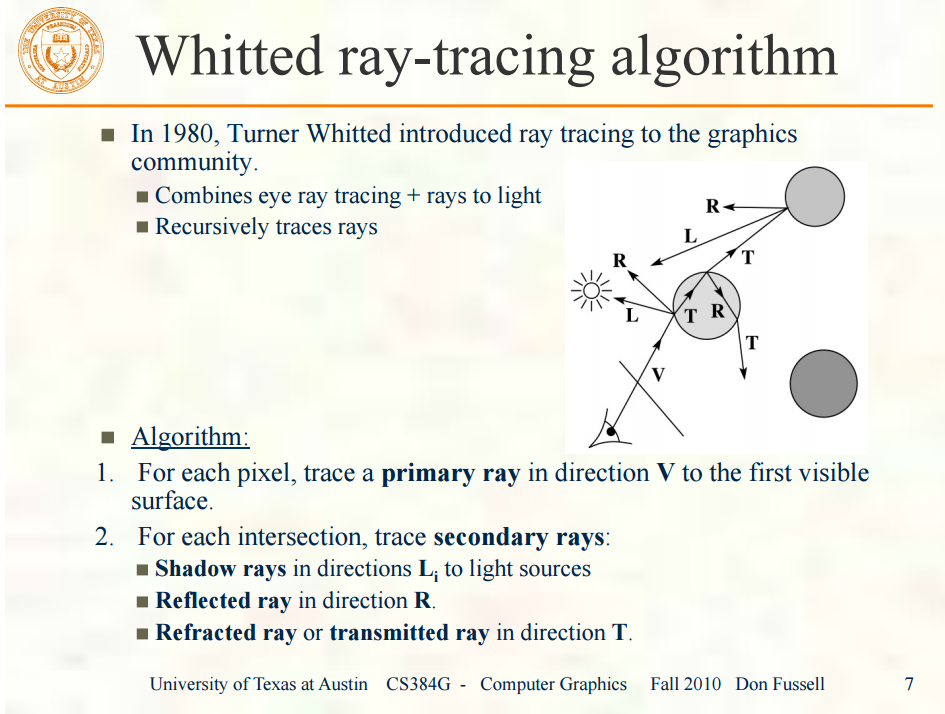 Whitted ray-tracing algorithm
In 1980, Turner Whitted introduced ray tracing to the graphics
community.
Combines eye ray tracing + rays to light
Recursively traces rays
R
L
T
R
L
T R
T
V
Algorithm:
1. For each pixel, trace a primary ray in direction V to the first visible
surface.
2. For each intersection, trace secondary rays:
Shadow rays in directions Li to light sources
Reflected ray in direction R.
Refracted ray or transmitted ray in direction T.
University of Texas at Austin CS384G - Computer Graphics Fall 2010 Don Fussell 7